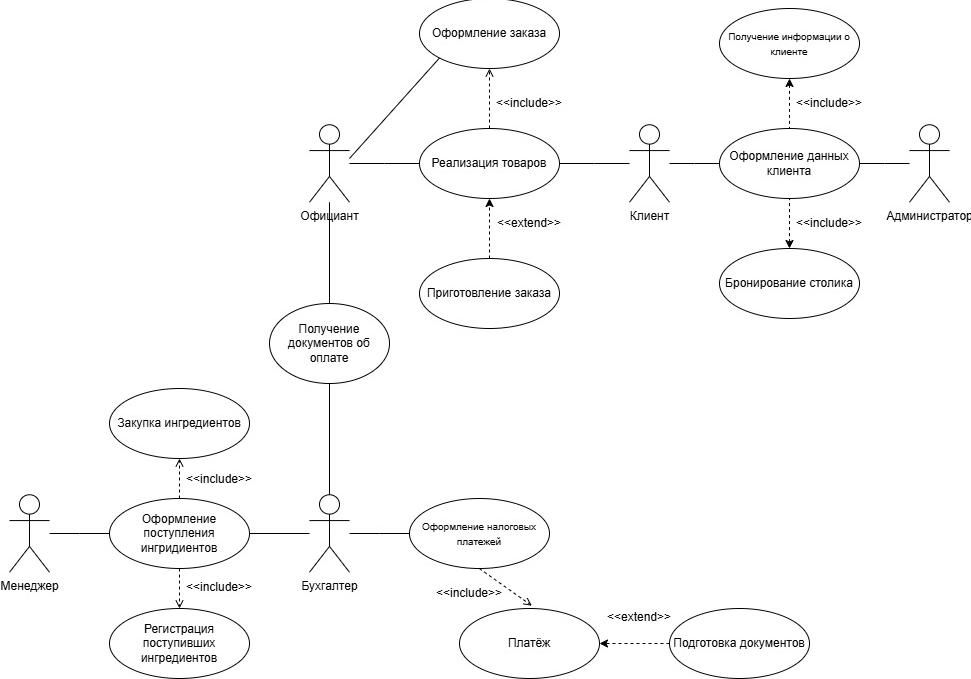 Оформление заказа
Получение информации о
клиенте
<<include>>
<<include>>
Реализация товаров
Оформление данных
клиента
Официант
Клиент
Администратор
<<extend>>
<<include>>
Приготовление заказа
Бронирование столика
Получение
документов об
оплате
Закупка ингредиентов
<<include>>
Оформление
поступления
ингридиентов
Оформление налоговых
платежей
Менеджер
Бухгалтер
<<include>>
<<include>>
<<extend>>
Регистрация
поступивших
ингредиентов
Платёж
Подготовка документов